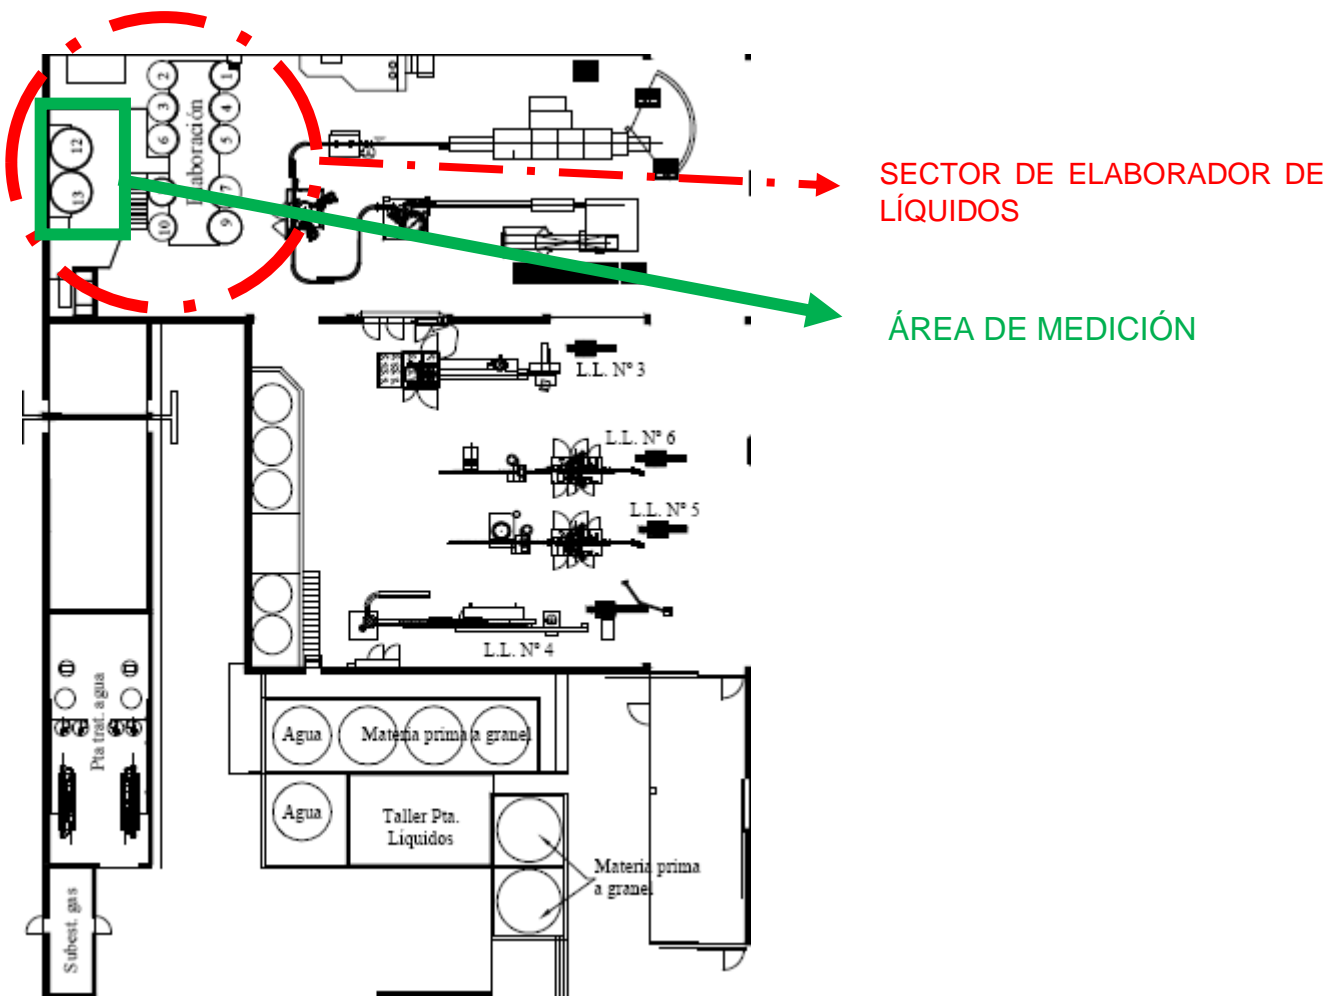 2
1
3
4
6
5
12
Elaboración
13
7
10
9
SECTOR DE ELABORADOR DE
LÍQUIDOS
ÁREA DE MEDICIÓN
L.L. Nº 3
L.L. Nº 6
L.L. Nº 5
L.L. Nº 4
Pta trat. agua
Agua
Materia prima a granel
Agua
Taller Pta.
Líquidos
Materia prima
a granel
Subest. gas